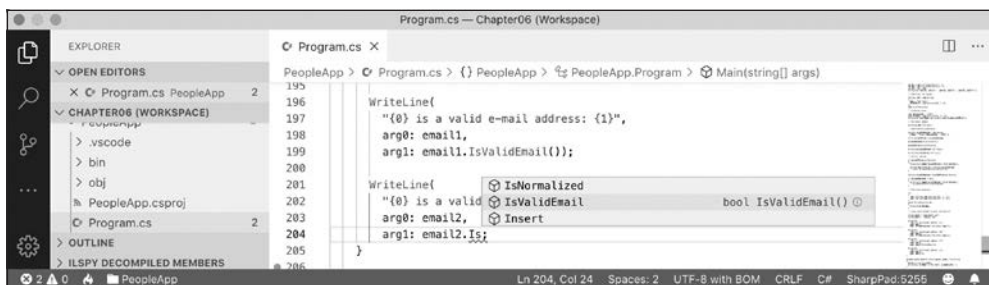 Program.cs — Chapter06 (Workspace)
EXPLORER
OPEN EDITORS
Program.cs PeopleApp 2
CHAPTER06 (WORKSPACE)
PeopleApp
.vscode
bin
obj
PeopleApp.csproj
Program.cs 2
OUTLINE
ILSPY DECOMPILED MEMBERS
Program.cs
PeopleApp > Program.cs > {} PeopleApp > PeopleApp.Program > Main(string[] args)
195
196 WriteLine(
197 "{0} is a valid e-mail address: {1}",
198 arg0: email1,
199 arg1: email1.IsValidEmail());
200
201 WriteLine(
202 "{0} is a valid
203 arg0: email2,
204 arg1: email2.Is;
205 }
206
IsNormalized
IsValidEmail bool IsValidEmail()
Insert
2 0 PeopleApp Ln 204, Col 24 Spaces: 2 UTF-8 with BOM CRLF C# SharpPad:5255